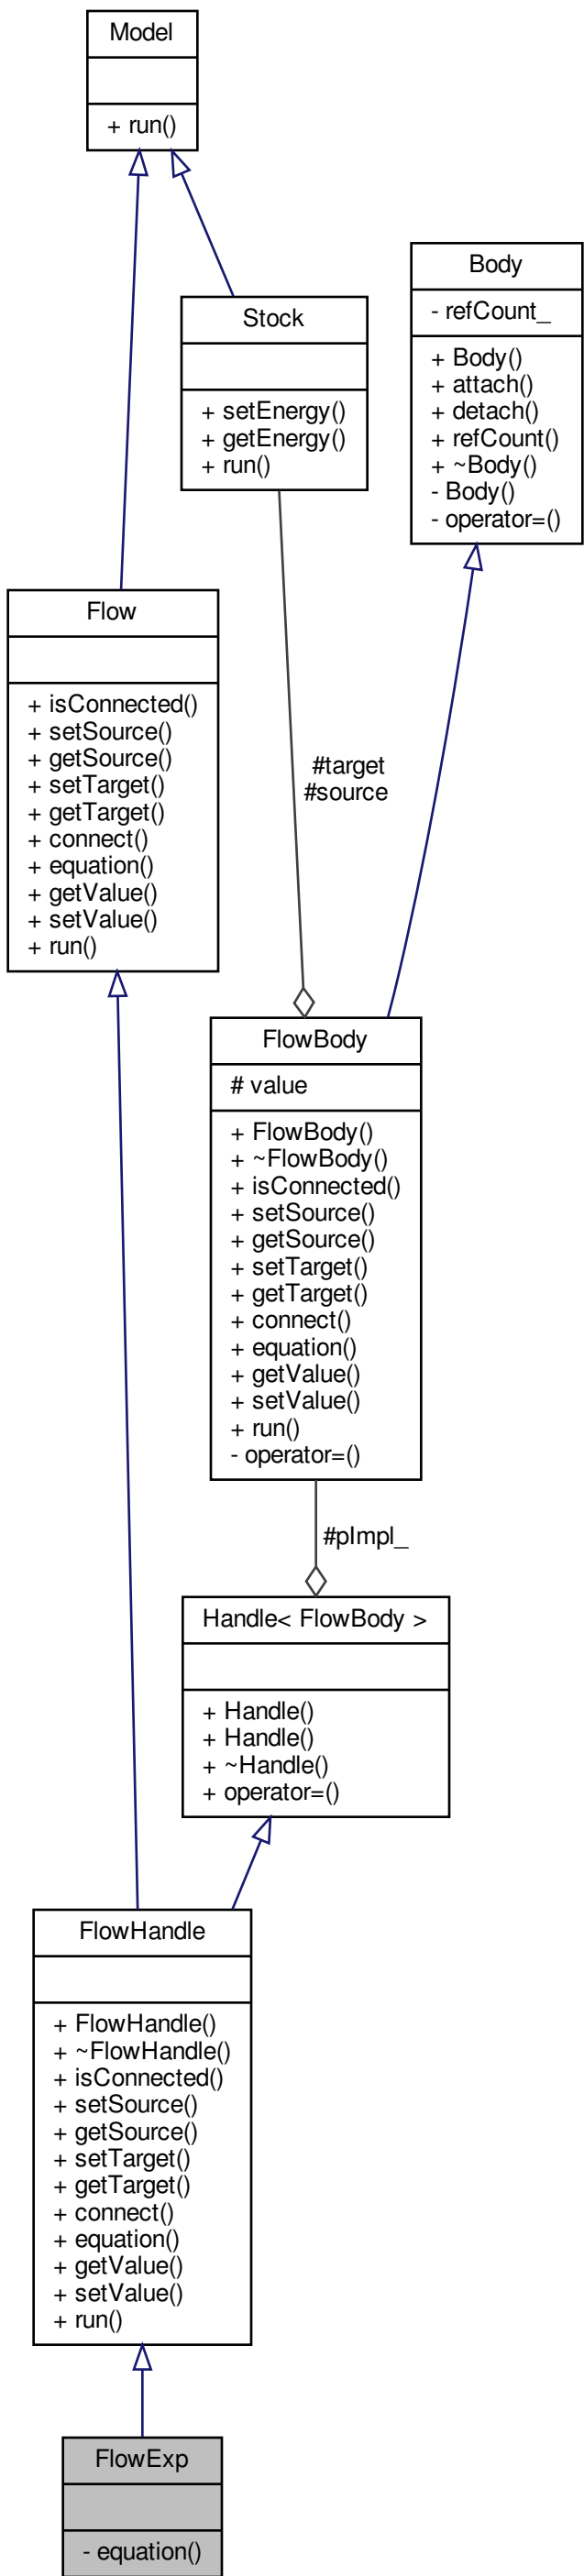 Model
+ run()
Stock
+ setEnergy()
+ getEnergy()
+ run()
Body
- refCount_
+ Body()
+ attach()
+ detach()
+ refCount()
+ ~Body()
- Body()
- operator=()
Flow
+ isConnected()
+ setSource()
+ getSource()
+ setTarget()
+ getTarget()
+ connect()
+ equation()
+ getValue()
+ setValue()
+ run()
#target
#source
FlowBody
# value
+ FlowBody()
+ ~FlowBody()
+ isConnected()
+ setSource()
+ getSource()
+ setTarget()
+ getTarget()
+ connect()
+ equation()
+ getValue()
+ setValue()
+ run()
- operator=()
#pImpl_
Handle< FlowBody >
+ Handle()
+ Handle()
+ ~Handle()
+ operator=()
FlowHandle
+ FlowHandle()
+ ~FlowHandle()
+ isConnected()
+ setSource()
+ getSource()
+ setTarget()
+ getTarget()
+ connect()
+ equation()
+ getValue()
+ setValue()
+ run()
FlowExp
- equation()